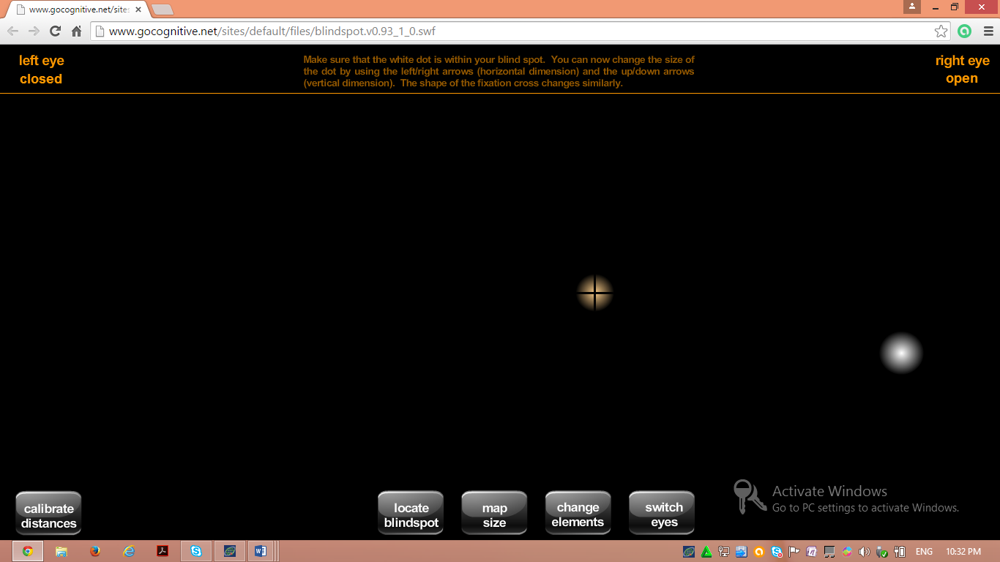 www.gocognitive.net/site
www.gocognitive.net/sites/default/files/blindspot.v0.93_1_0.swf
left eye
closed
Make sure that the white dot is within your blind spot. You can now change the size of
the dot by using the left/right arrows (horizontal dimension) and the up/down arrows
(vertical dimension). The shape of the fixation cross changes similarly.
right eye
open
calibrate
distances
locate
blindspot
map
size
change
elements
switch
eyes
Activate Windows
Go to PC settings to activate Windows.
ENG
10:32 PM